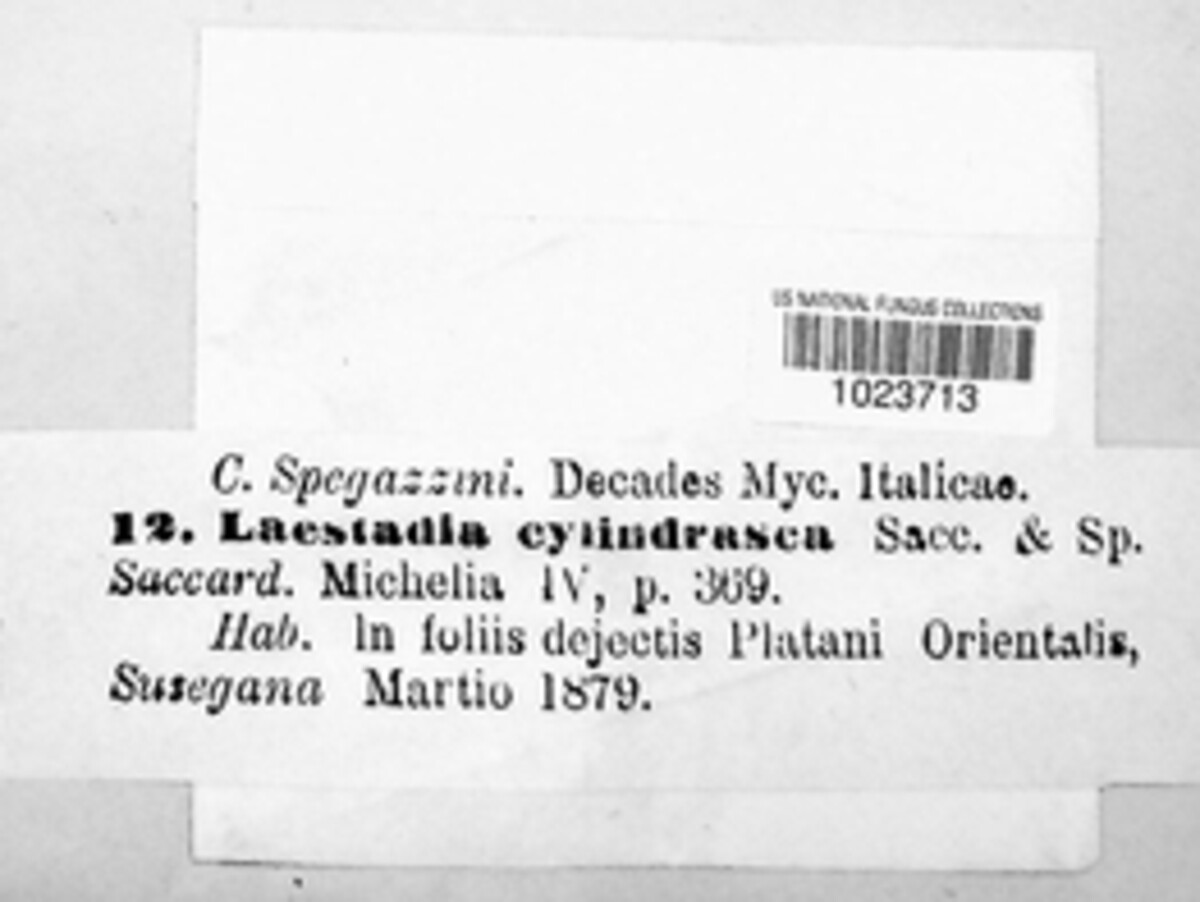 US NATIONAL FUNGUS COLLECTIONS
1023713
C. Spegazzini. Decades Myc. Italicae.
12. Laestadia cylindrasca Sacc. & Sp.
Saccard. Michelia IV, p. 369.
Hab. In foliis dejectis Platani Orientalis,
Susegana Martio 1879.